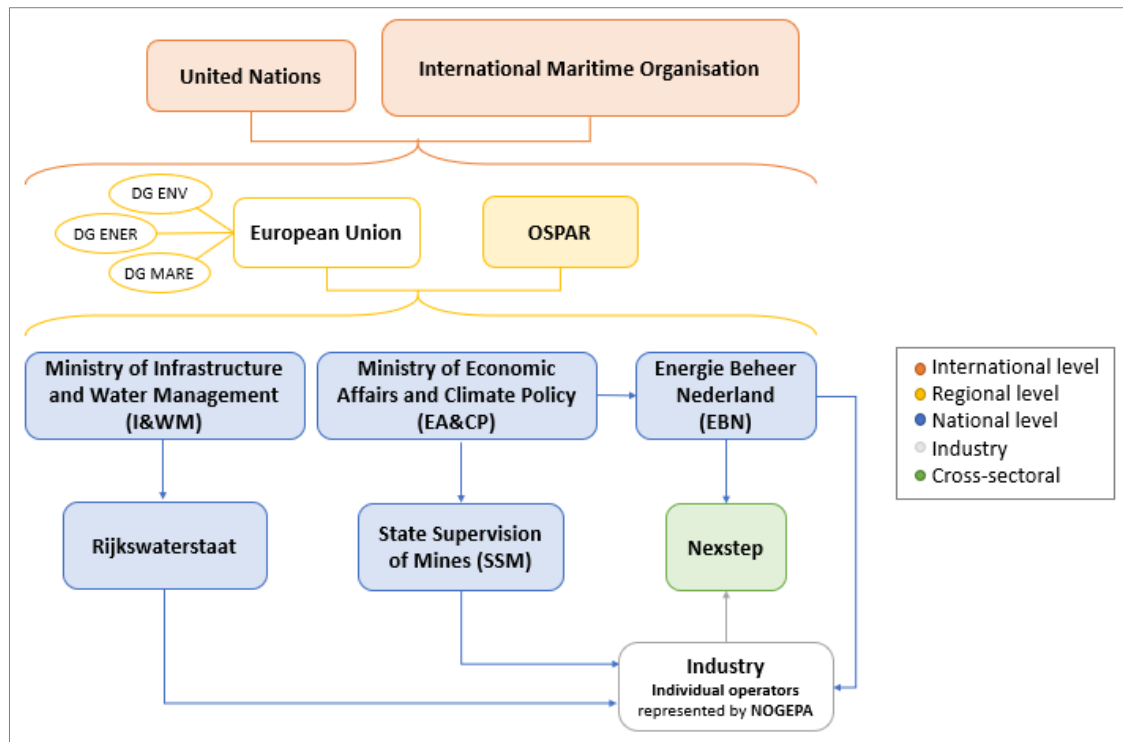 United Nations
International Maritime Organisation
DG ENV
DG ENER
DG MARE
European Union
OSPAR
Ministry of Infrastructure
and Water Management
(I&WM)
Ministry of Economic
Affairs and Climate Policy
(EA&CP)
Energie Beheer
Nederland
(EBN)
International level
Regional level
National level
Industry
Cross-sectoral
Rijkswaterstaat
State Supervision
of Mines (SSM)
Nexstep
Industry
Individual operators
represented by NOGEPA